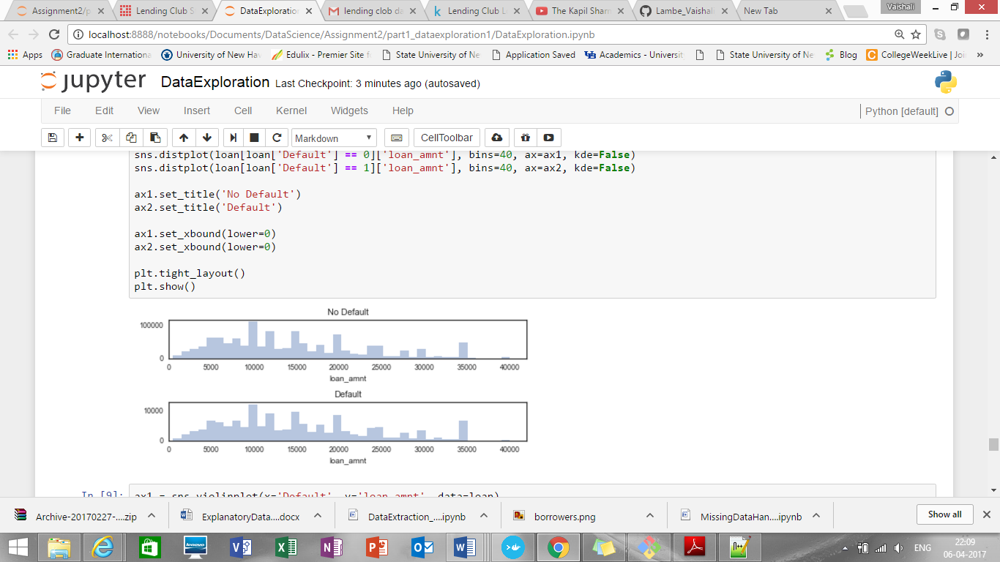 Assignment2/p
Lending Club S
DataExploratio
lending clob da
Lending Club L
The Kapil Sham
Lambe_Vaishali
New Tab
Vaishali
localhost:8888/notebooks/Documents/DataScience/Assignment2/part1_dataexploration1/DataExploration.ipynb
Apps
Graduate Internationa
University of New Hav
Edulix - Premier Site f
State University of Ne
Application Saved
Academics - Universit
State University of Ne
Blog
CollegeWeekLive | Joi
»
jupyter DataExploration Last Checkpoint: 3 minutes ago (autosaved)
File Edit View Insert Cell Kernel Widgets Help
Python [default]
Markdown
CellToolbar
sns.distplot(loan[loan['Default'] == 0]['loan_amnt'], bins=40, ax=ax1, kde=False)
sns.distplot(loan[loan['Default'] == 1]['loan_amnt'], bins=40, ax=ax2, kde=False)
ax1.set_title('No Default')
ax2.set_title('Default')
ax1.set_xbound(lower=0)
ax2.set_xbound(lower=0)
plt.tight_layout()
plt.show()
No Default
100000
0
0 5000 10000 15000 20000 25000 30000 35000 40000
loan_amnt
Default
10000
0
0 5000 10000 15000 20000 25000 30000 35000 40000
loan_amnt
In [9]: ax1 = sns.violinplot(x='Default', y='loan_amnt', data=loan)
Archive-20170227-....zip
ExplanatoryData....docx
DataExtraction_....ipynb
borrowers.png
MissingDataHan....ipynb
Show all
lenovo
ENG
22:09
06-04-2017